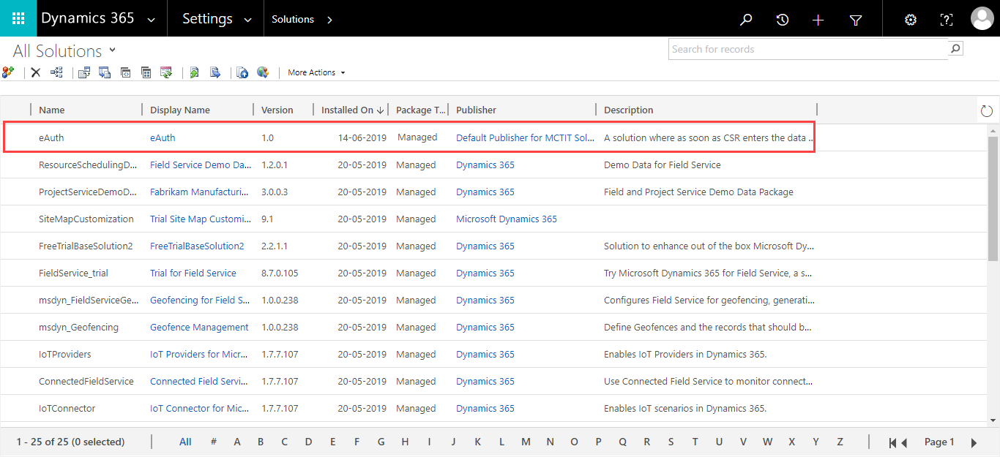 Dynamics 365 Settings Solutions
All Solutions Search for records
More Actions
Name Display Name Version Installed On Package T... Publisher Description
eAuth eAuth 1.0 14-06-2019 Managed Default Publisher for MCTIT Sol... A solution where as soon as CSR enters the data ..
ResourceSchedulingD... Field Service Demo Da... 1.2.0.1 20-05-2019 Managed Dynamics 365 Demo Data for Field Service
ProjectServiceDemoD... Fabrikam Manufacturi... 3.0.0.3 20-05-2019 Managed Dynamics 365 Field and Project Service Demo Data Package
SiteMapCustomization Trial Site Map Customi... 9.1 20-05-2019 Managed Microsoft Dynamics 365
FreeTrialBaseSolution2 FreeTrialBaseSolution2 2.2.1.1 20-05-2019 Managed Dynamics 365 Solution to enhance out of the box Microsoft Dy...
FieldService_trial Trial for Field Service 8.7.0.105 20-05-2019 Managed Dynamics 365 Try Microsoft Dynamics 365 for Field Service, a s...
msdyn_FieldServiceGe... Geofencing for Field S... 1.0.0.238 20-05-2019 Managed Dynamics 365 Configures Field Service for geofencing, generati...
msdyn_Geofencing Geofence Management 1.0.0.238 20-05-2019 Managed Dynamics 365 Define Geofences and the records that should b...
IoTProviders IoT Providers for Micr... 1.7.7.107 20-05-2019 Managed Dynamics 365 Enables IoT Providers in Dynamics 365.
ConnectedFieldService Connected Field Servi... 1.7.7.107 20-05-2019 Managed Dynamics 365 Use Connected Field Service to monitor connect...
IoTConnector IoT Connector for Mic... 1.7.7.107 20-05-2019 Managed Dynamics 365 Enables IoT scenarios in Dynamics 365.
1 - 25 of 25 (0 selected) All # A B C D E F G H I J K L M N O P Q R S T U V W X Y Z Page 1